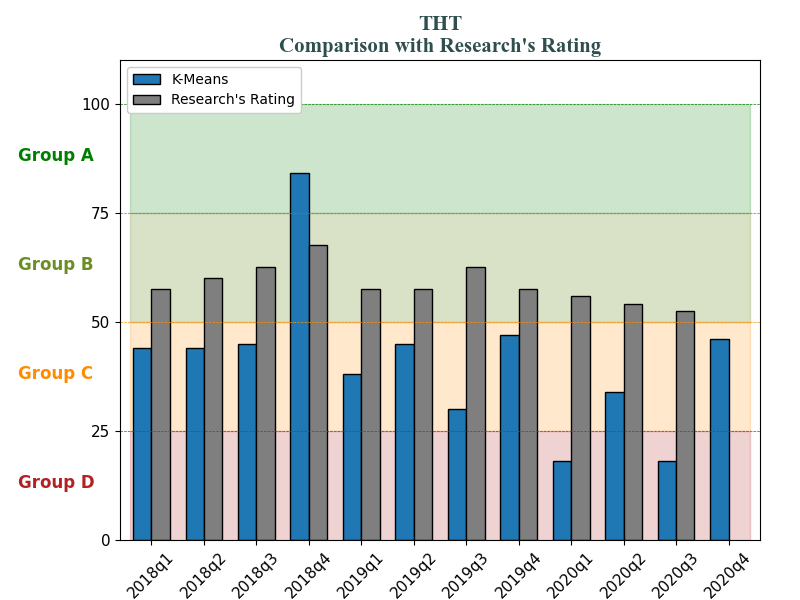 THT
Comparison with Research's Rating
K-Means
Research's Rating
100
Group A
75
Group B
50
Group C
25
Group D
0
2018q1
2018q2
2018q3
2018q4
2019q1
2019q2
2019q3
2019q4
2020q1
2020q2
2020q3
2020q4